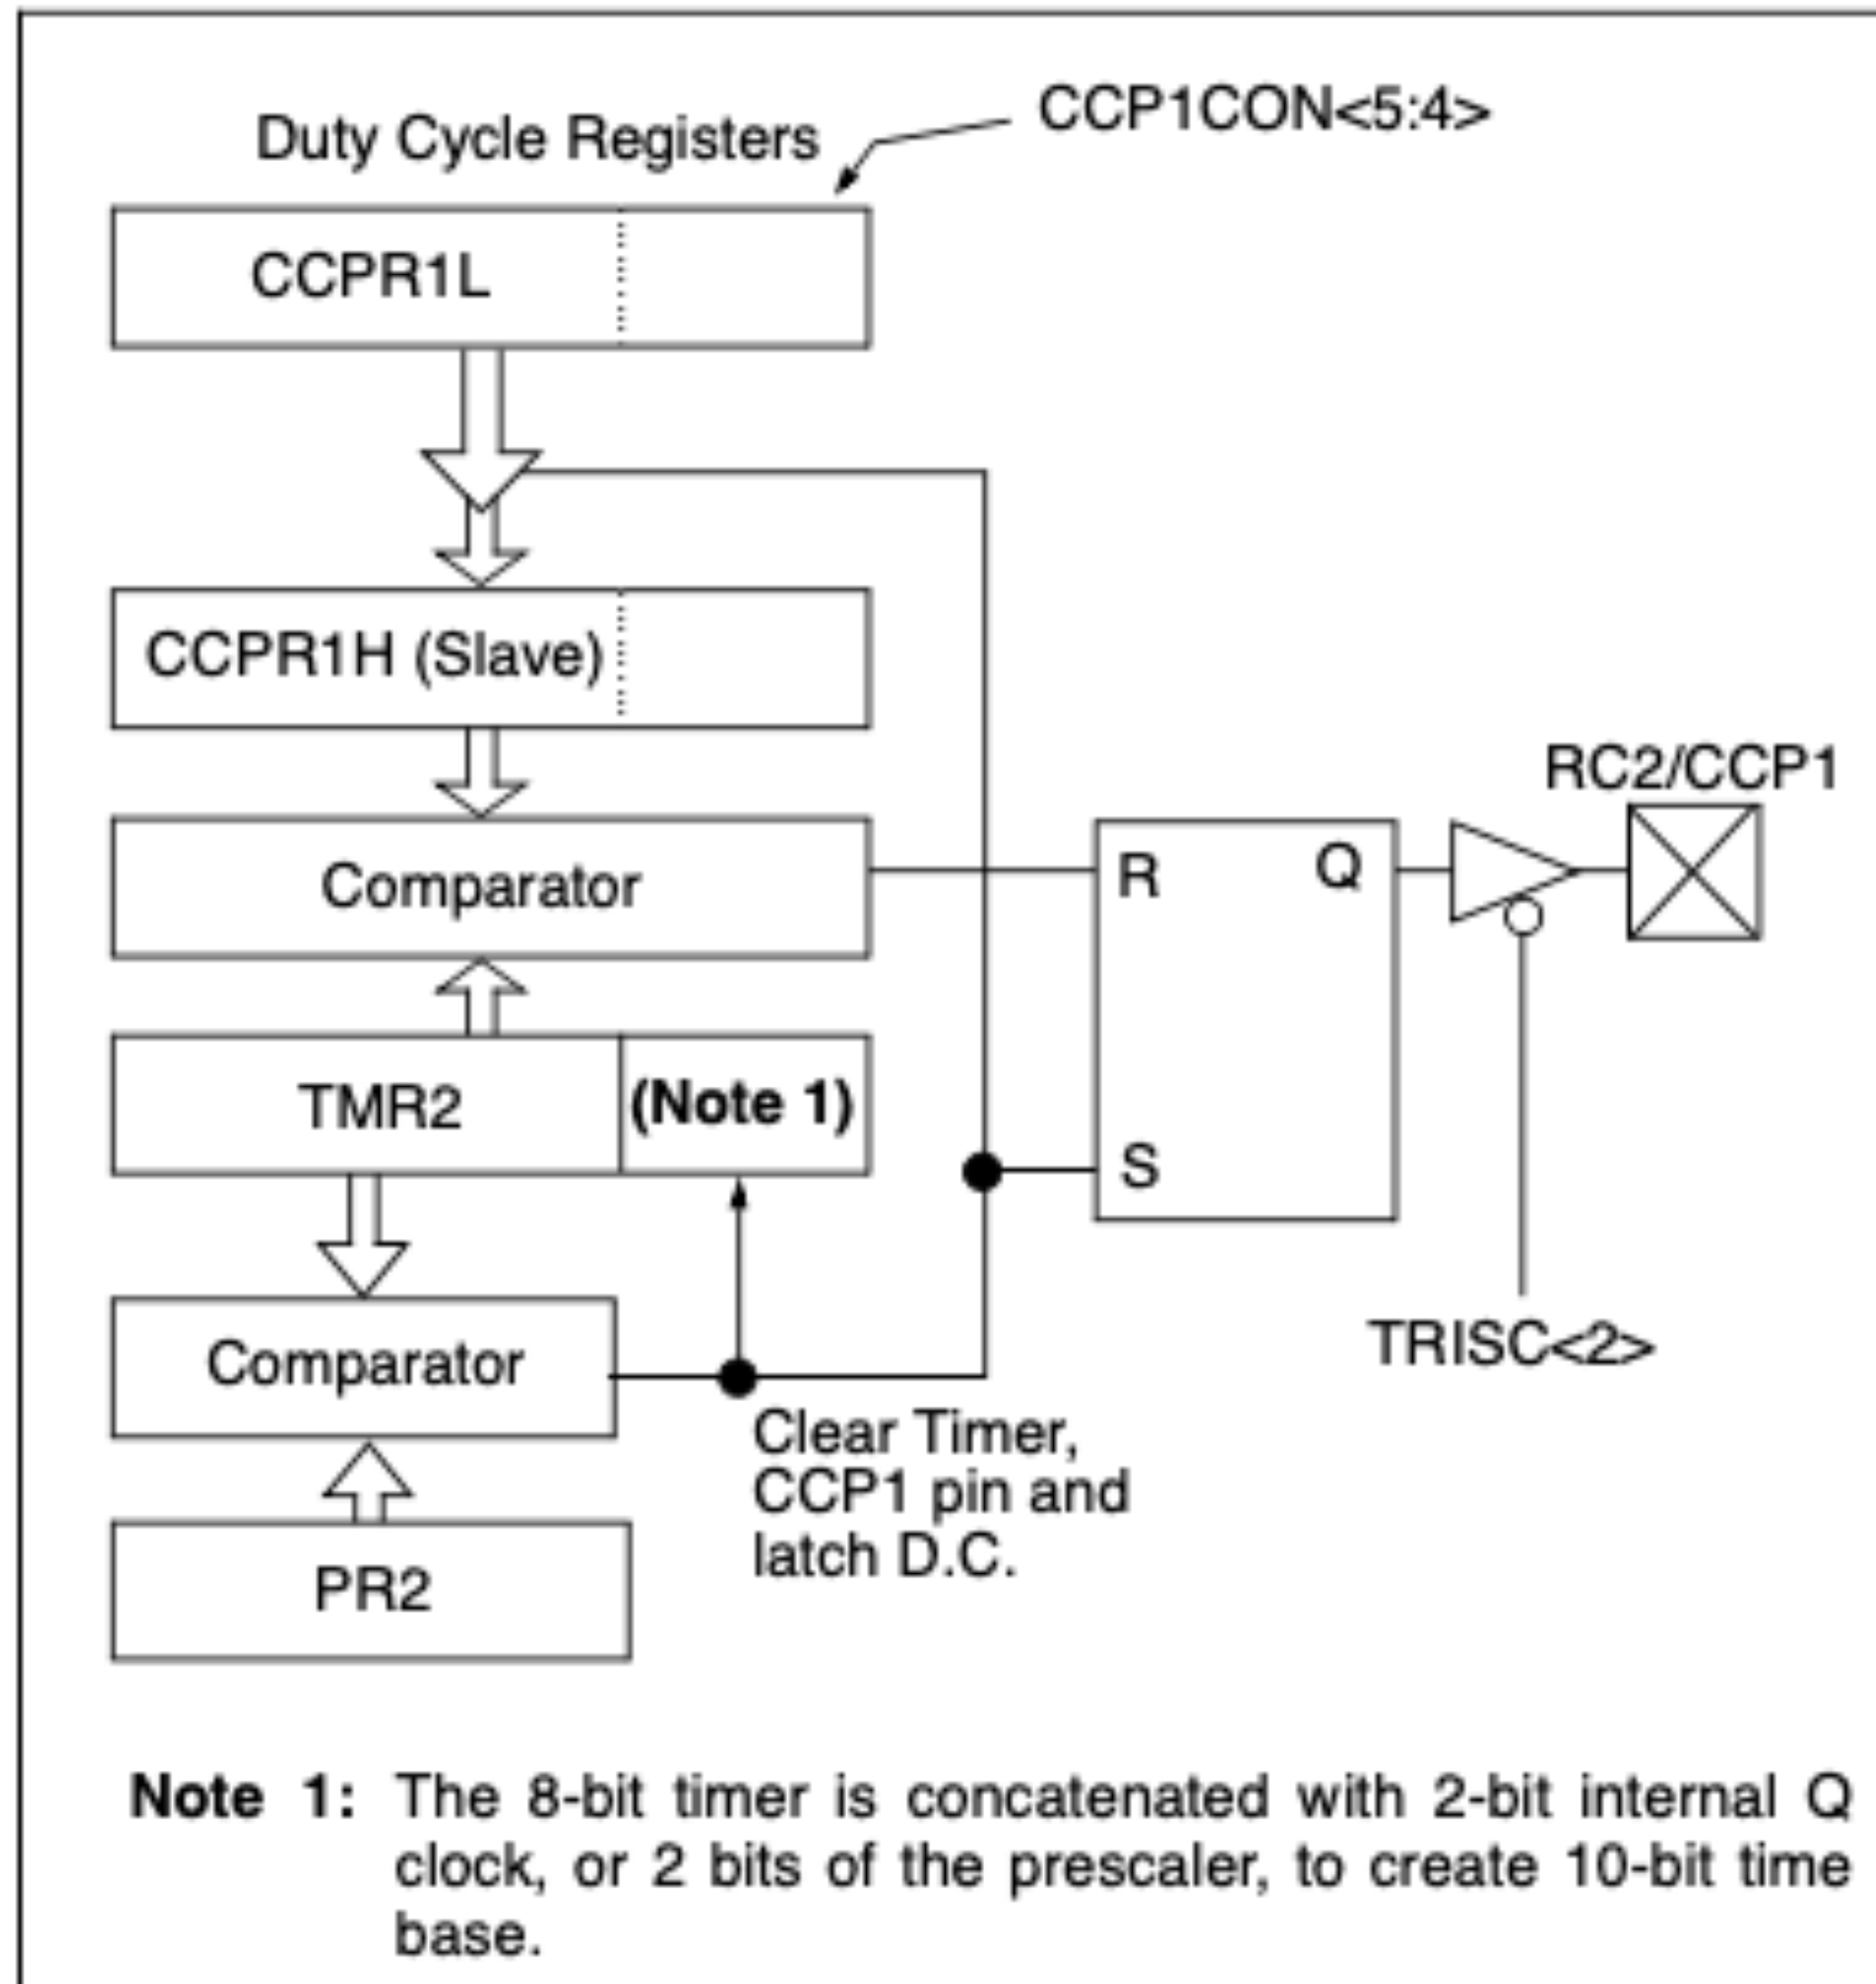 CCP1CON<5:4>
Duty Cycle Registers
CCPR1L
CCPR1H (Slave)
RC2/CCP1
Comparator
R
Q
TMR2
(Note 1)
S
TRISC<2>
Comparator
Clear Timer,
CCP1 pin and
latch D.C.
PR2
Note 1: The 8-bit timer is concatenated with 2-bit internal Q
clock, or 2 bits of the prescaler, to create 10-bit time
base.